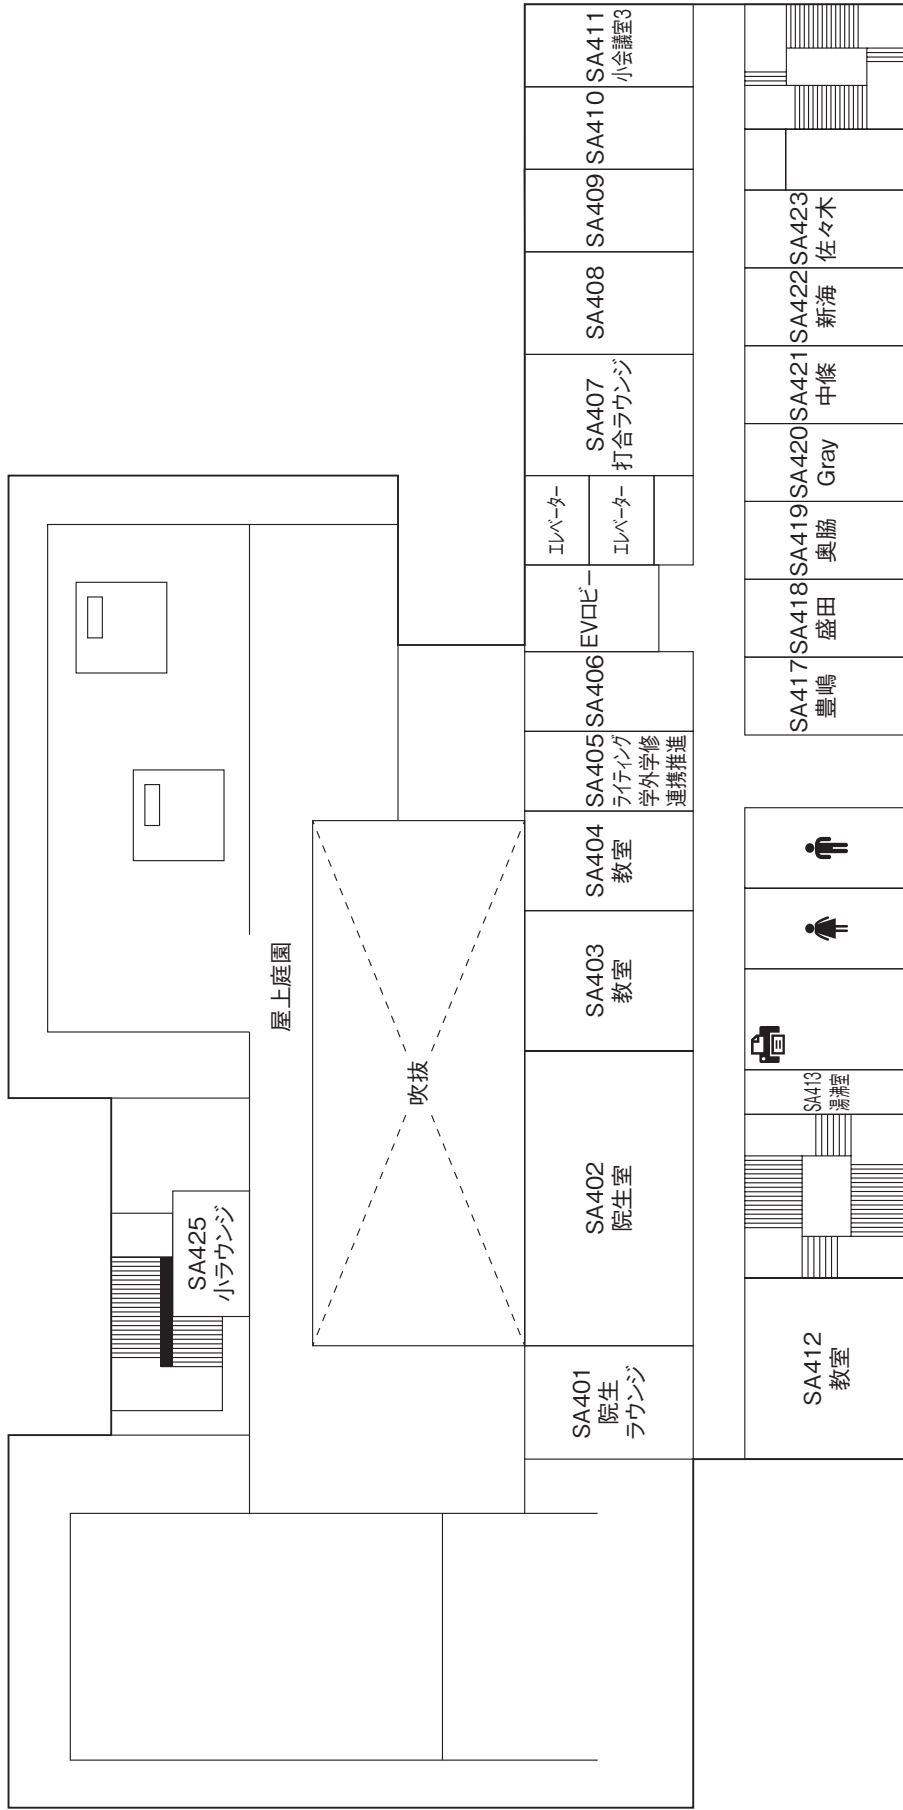 SA425
小ラウンジ
屋上庭園
吹抜
SA401
院生
ラウンジ
SA402
院生室
SA403
教室
SA404
教室
SA405
ライティング
学外学修
連携推進
SA406
EVロビー
エレベーター
エレベーター
SA407
打合ラウンジ
SA408
SA409
SA410
SA411
小会議室3
SA412
教室
SA413
湯沸室
SA417
豊嶋
SA418
盛田
SA419
奥脇
SA420
Gray
SA421
中條
SA422
新海
SA423
佐々木